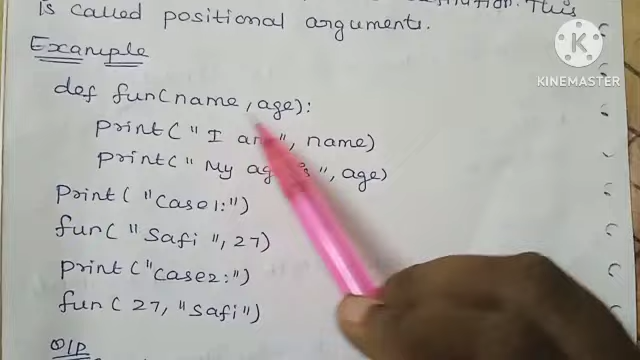 is called positional arguments.
Example
def fun(name, age):
print("I am", name)
print("My age is", age)
print("Case1:")
fun("Safi", 27)
print("Case2:")
fun(27, "Safi")
O/P
KINEMASTER